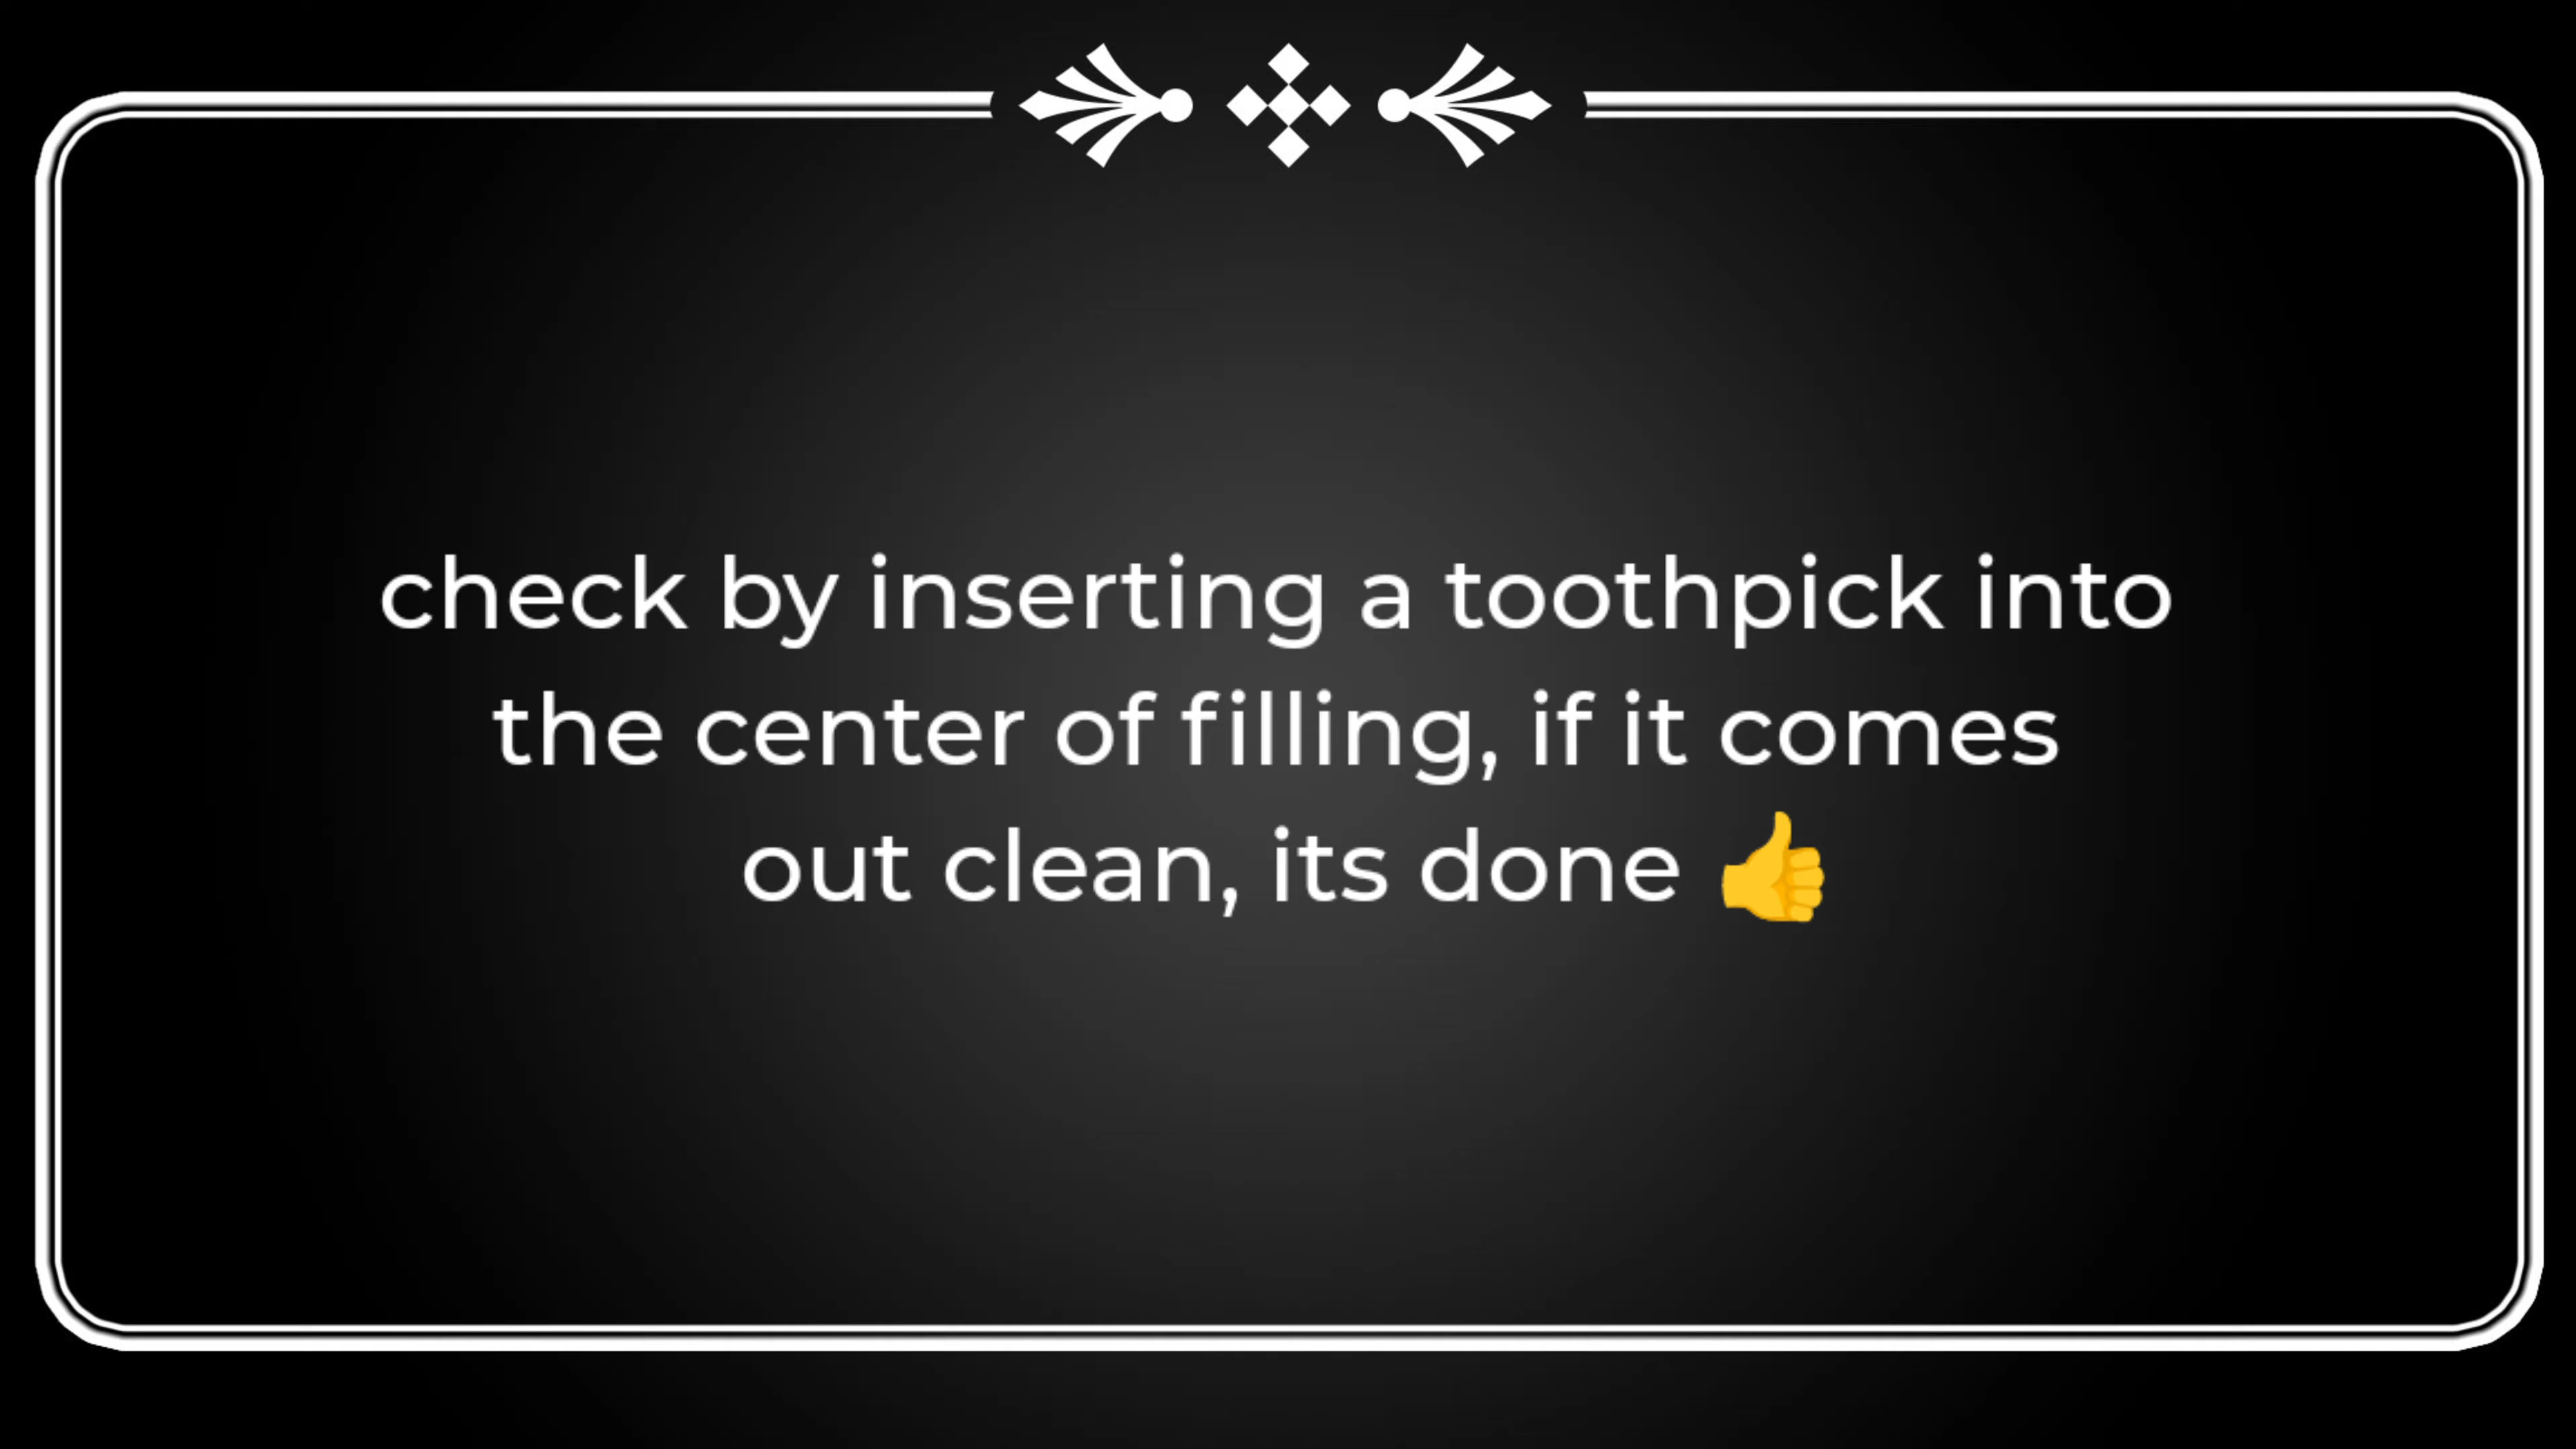 check by inserting a toothpick into
the center of filling, if it comes
out clean, its done 👍